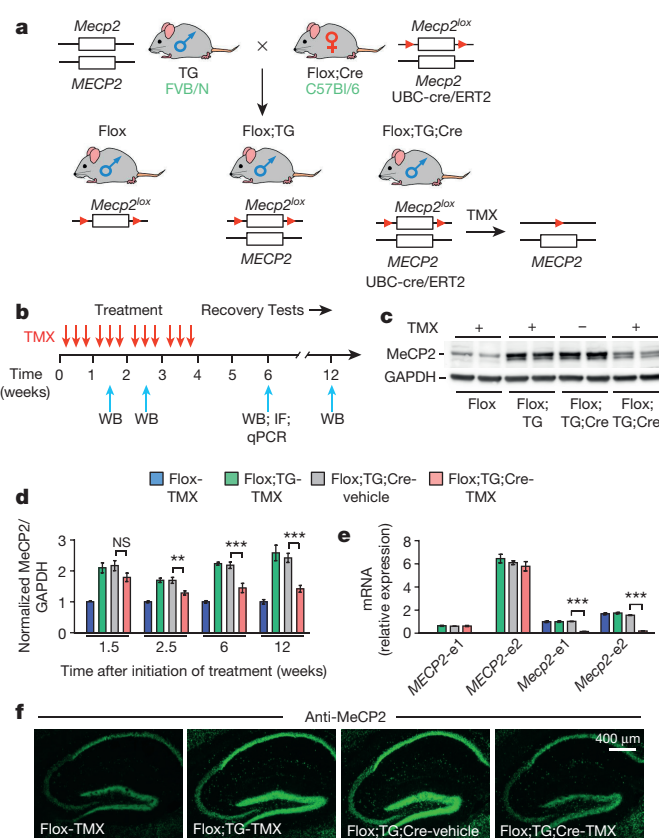 a
Mecp2
MECP2
TG
FVB/N
×
Flox;Cre
C57Bl/6
Mecp2lox
Mecp2
UBC-cre/ERT2
Flox
Flox;TG
Flox;TG;Cre
Mecp2lox
Mecp2lox
MECP2
Mecp2lox
MECP2
UBC-cre/ERT2
TMX
MECP2
b
Treatment
Recovery Tests
TMX
Time
(weeks)
0 1 2 3 4 5 6 12
WB
WB
WB; IF;
qPCR
WB
c
TMX + + − +
MeCP2
GAPDH
Flox
Flox;
TG
Flox;
TG;Cre
Flox;
TG;Cre
Flox-
TMX
Flox;TG-
TMX
Flox;TG;Cre-
vehicle
Flox;TG;Cre-
TMX
d
Normalized MeCP2/
GAPDH
3
2
1
0
NS
**
***
***
1.5 2.5 6 12
Time after initiation of treatment (weeks)
e
mRNA
(relative expression)
8
6
4
2
0
***
***
MECP2-e1
MECP2-e2
Mecp2-e1
Mecp2-e2
f
Anti-MeCP2
400 µm
Flox-TMX
Flox;TG-TMX
Flox;TG;Cre-vehicle
Flox;TG;Cre-TMX